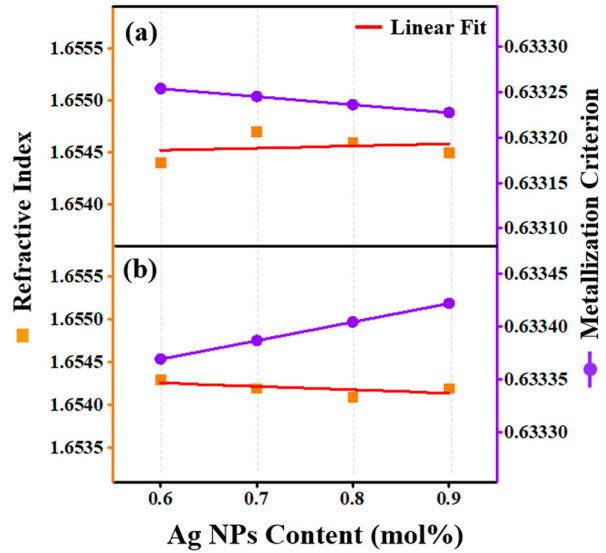 (a)
Linear Fit
1.6555
1.6550
1.6545
1.6540
0.63330
0.63325
0.63320
0.63315
0.63310
(b)
1.6555
1.6550
1.6545
1.6540
1.6535
0.63345
0.63340
0.63335
0.63330
Refractive Index
Metallization Criterion
0.6 0.7 0.8 0.9
Ag NPs Content (mol%)